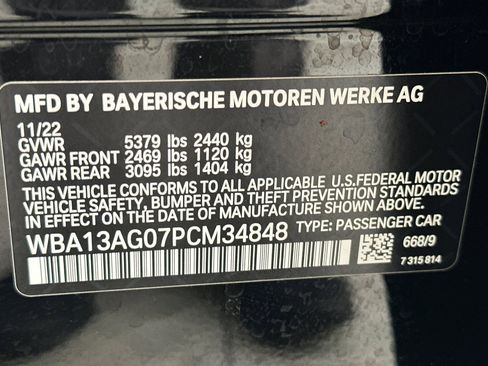 MFD BY BAYERISCHE MOTOREN WERKE AG
11/22
GVWR 5379 lbs 2440 kg
GAWR FRONT 2469 lbs 1120 kg
GAWR REAR 3095 lbs 1404 kg
THIS VEHICLE CONFORMS TO ALL APPLICABLE U.S.FEDERAL MOTOR
VEHICLE SAFETY, BUMPER, AND THEFT PREVENTION STANDARDS
IN EFFECT ON THE DATE OF MANUFACTURE SHOWN ABOVE.
WBA13AG07PCM34848 TYPE: PASSENGER CAR
668/9
7 315 814